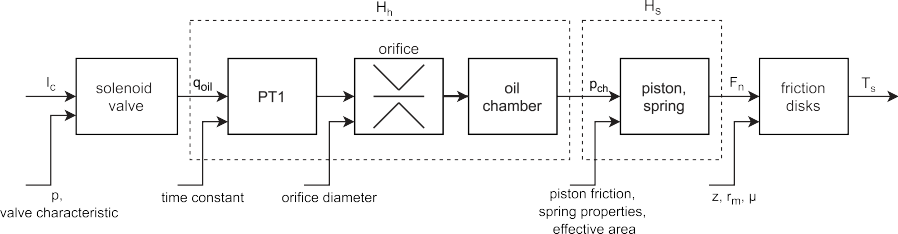 H_h
H_s
orifice
I_c
solenoid
valve
q_oil
PT1
oil
chamber
p_ch
piston,
spring
F_n
friction
disks
T_s
p,
valve characteristic
time constant
orifice diameter
piston friction,
spring properties,
effective area
z, r_m, μ